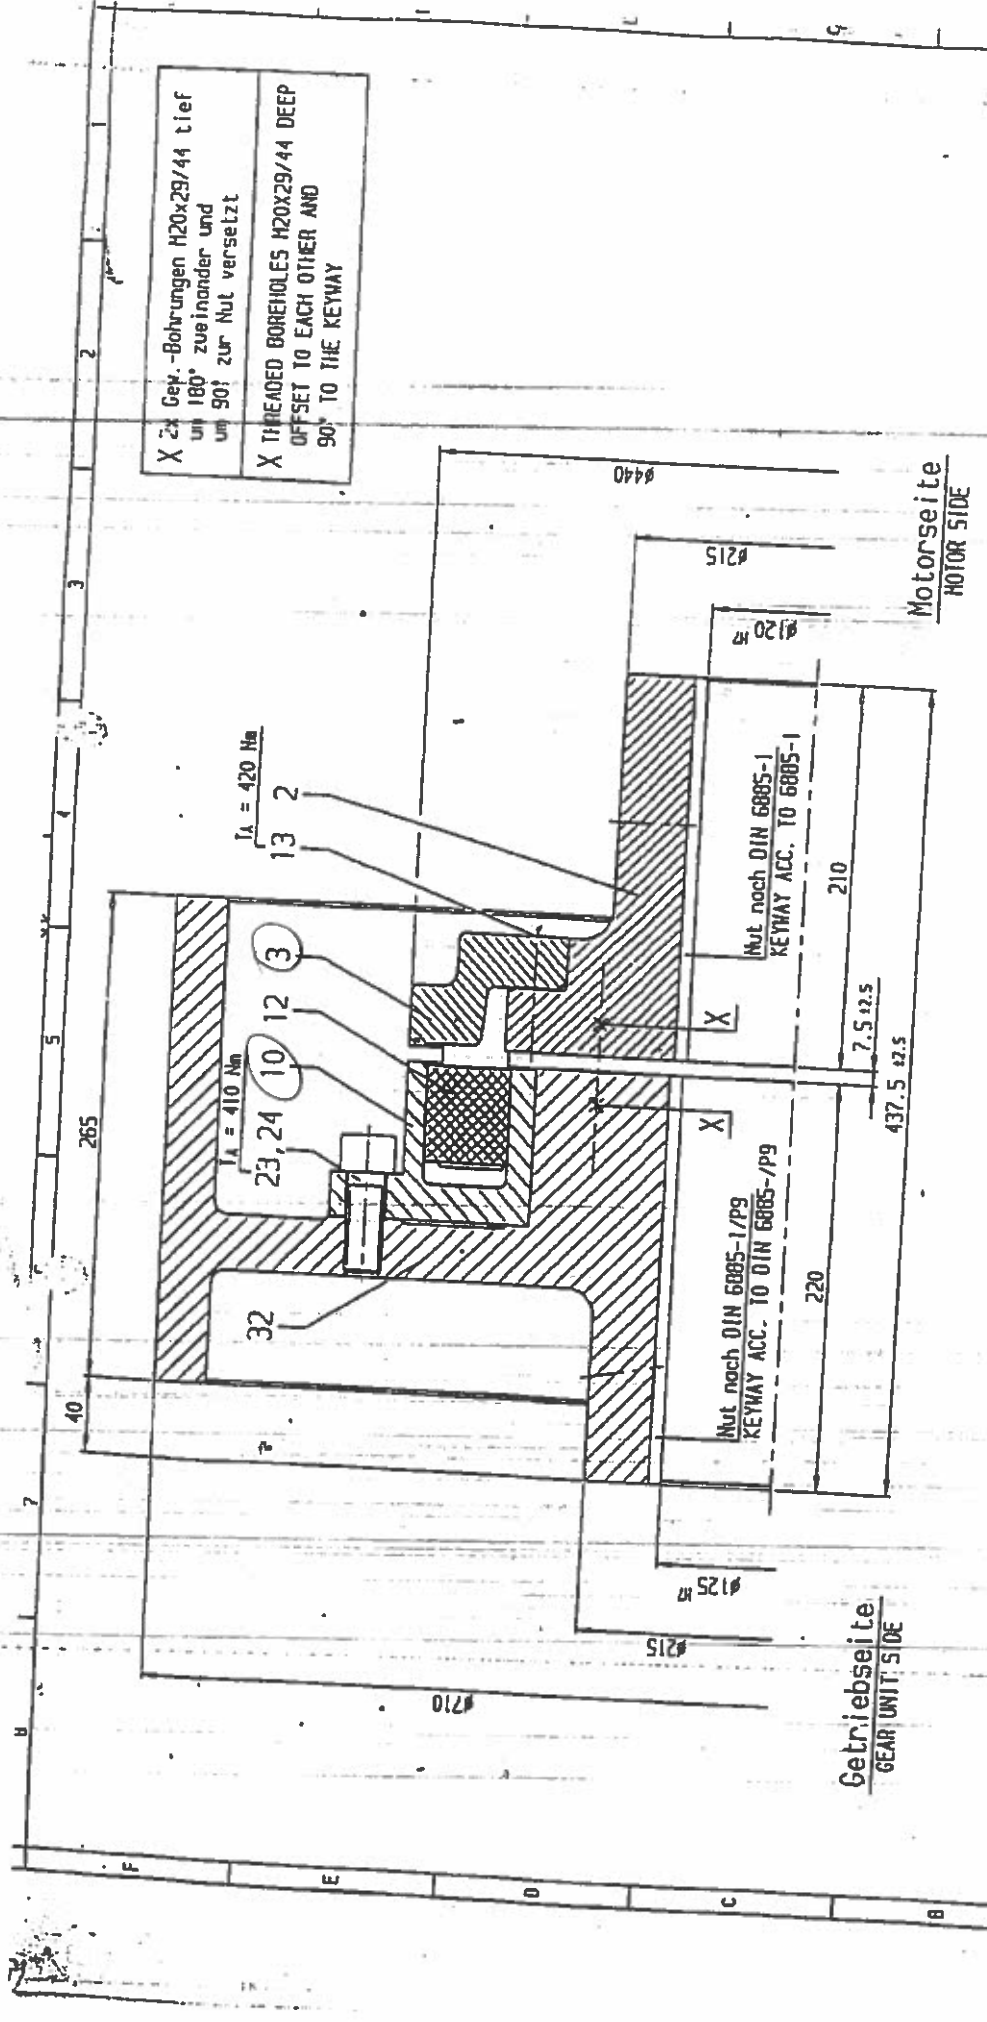 X 2x Gew.-Bohrungen M20x29/44 tief
um 180° zueinander und
um 90° zur Nut versetzt
X THREADED BOREHOLES M20X29/44 DEEP
OFFSET TO EACH OTHER AND
90° TO THE KEYWAY
8
7
5
4
3
2
1
F
E
D
C
B
40
265
32
TA = 410 Nm
23, 24
10
12
3
TA = 420 Nm
13
2
ø710
ø215
ø125 H7
ø440
ø215
ø120 H7
X
X
Nut nach DIN 6885-1/P9
KEYWAY ACC. TO DIN 6885-/P9
Nut nach DIN 6885-1
KEYWAY ACC. TO 6885-1
220
210
7.5 ±2.5
437.5 ±2.5
Getriebseite
GEAR UNIT SIDE
Motorseite
MOTOR SIDE